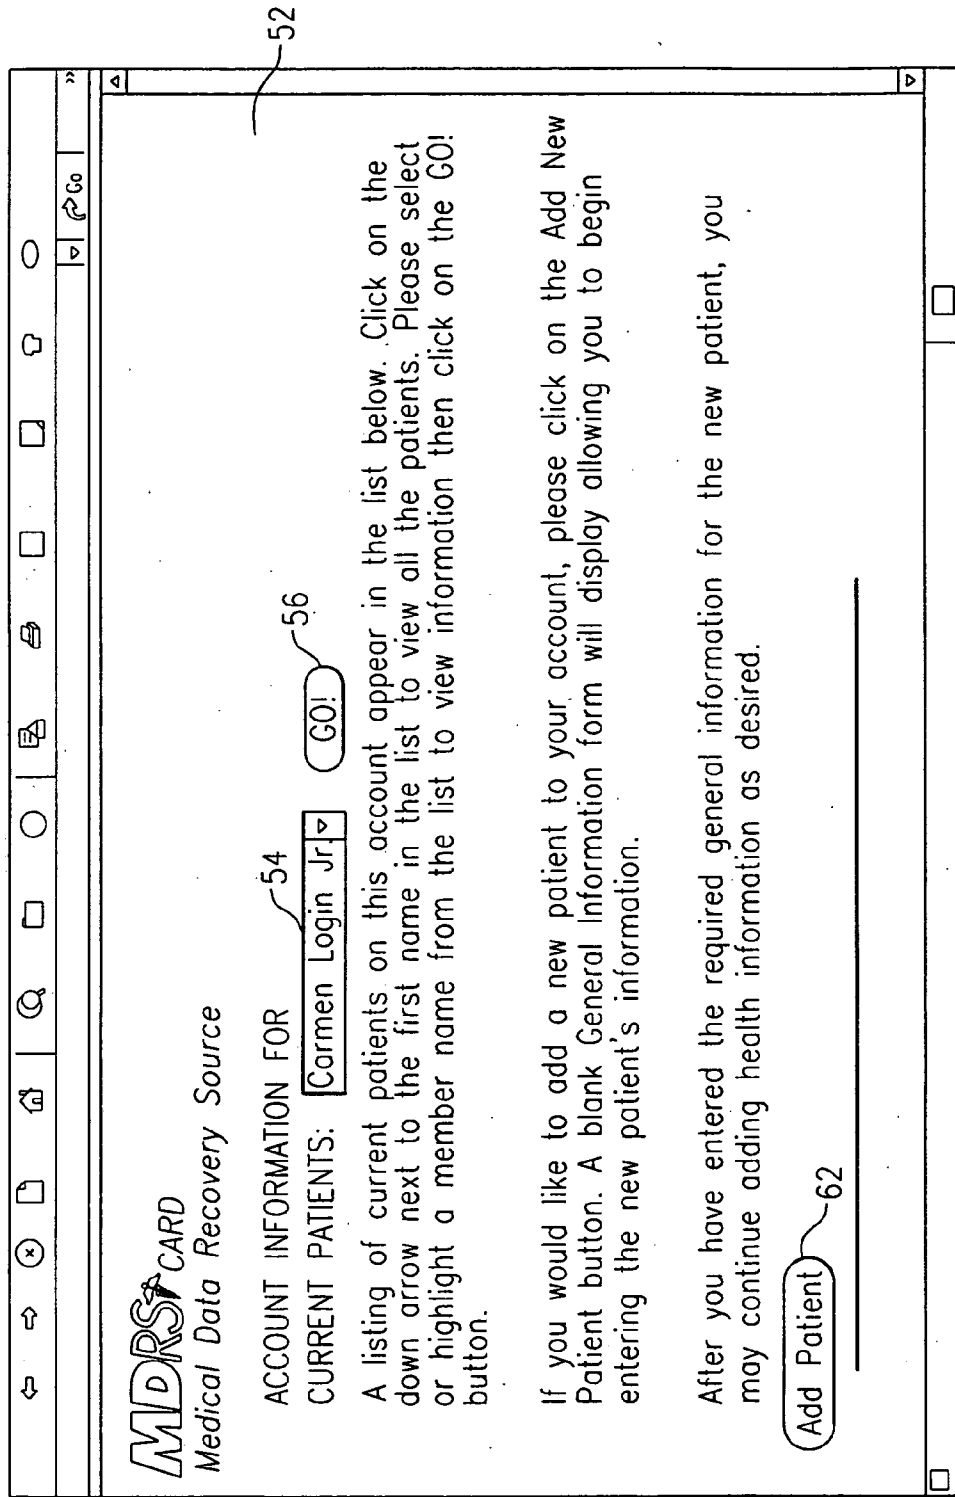 Go
52
MDRS CARD
Medical Data Recovery Source
ACCOUNT INFORMATION FOR
54
56
CURRENT PATIENTS: Carmen Login Jr. GO!
A listing of current patients on this account appear in the list below. Click on the
down arrow next to the first name in the list to view all the patients. Please select
or highlight a member name from the list to view information then click on the GO!
button.
If you would like to add a new patient to your account, please click on the Add New
Patient button. A blank General Information form will display allowing you to begin
entering the new patient's information.
After you have entered the required general information for the new patient, you
may continue adding health information as desired.
Add Patient
62